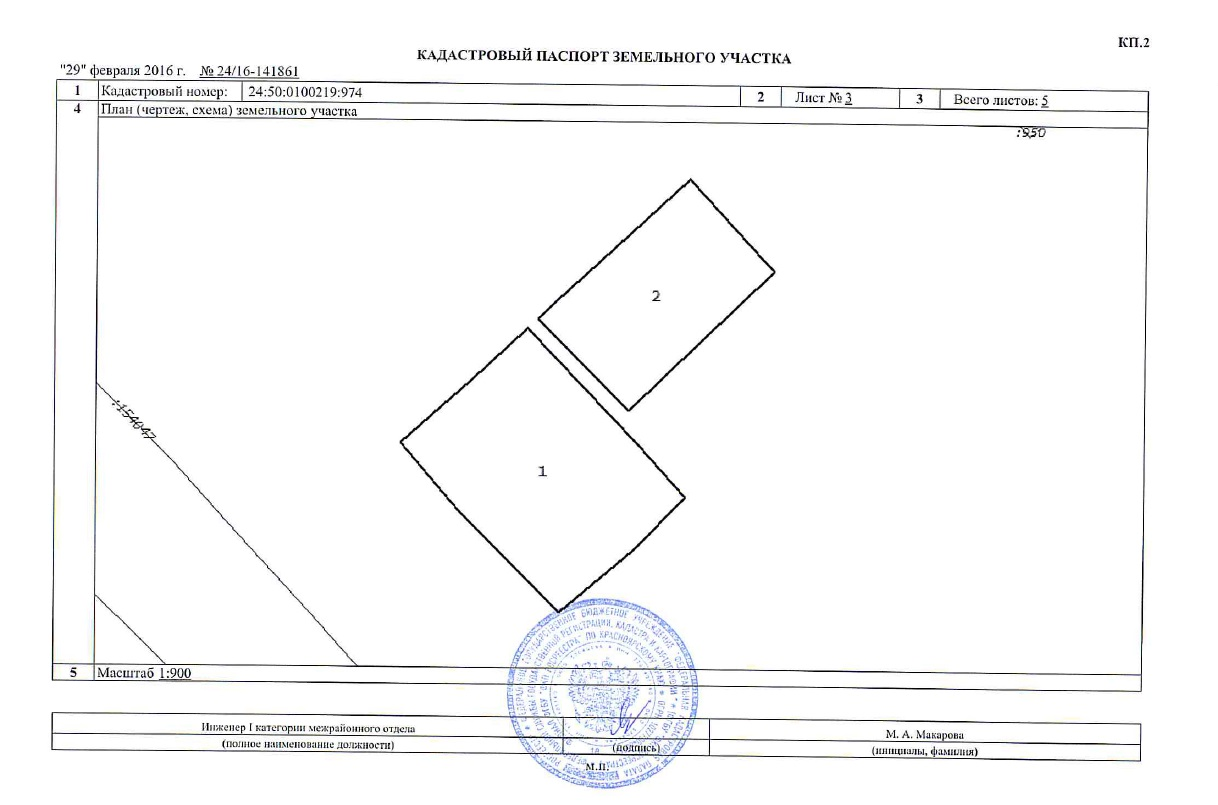 КП.2
КАДАСТРОВЫЙ ПАСПОРТ ЗЕМЕЛЬНОГО УЧАСТКА
"29" февраля 2016 г. № 24/16-141861
1 Кадастровый номер: 24:50:0100219:974 2 Лист № 3 3 Всего листов: 5
4 План (чертеж, схема) земельного участка
:950
2
:154047
1
5 Масштаб 1:900
Инженер I категории межрайонного отдела М. А. Макарова
(полное наименование должности) (подпись) (инициалы, фамилия)
М.П.